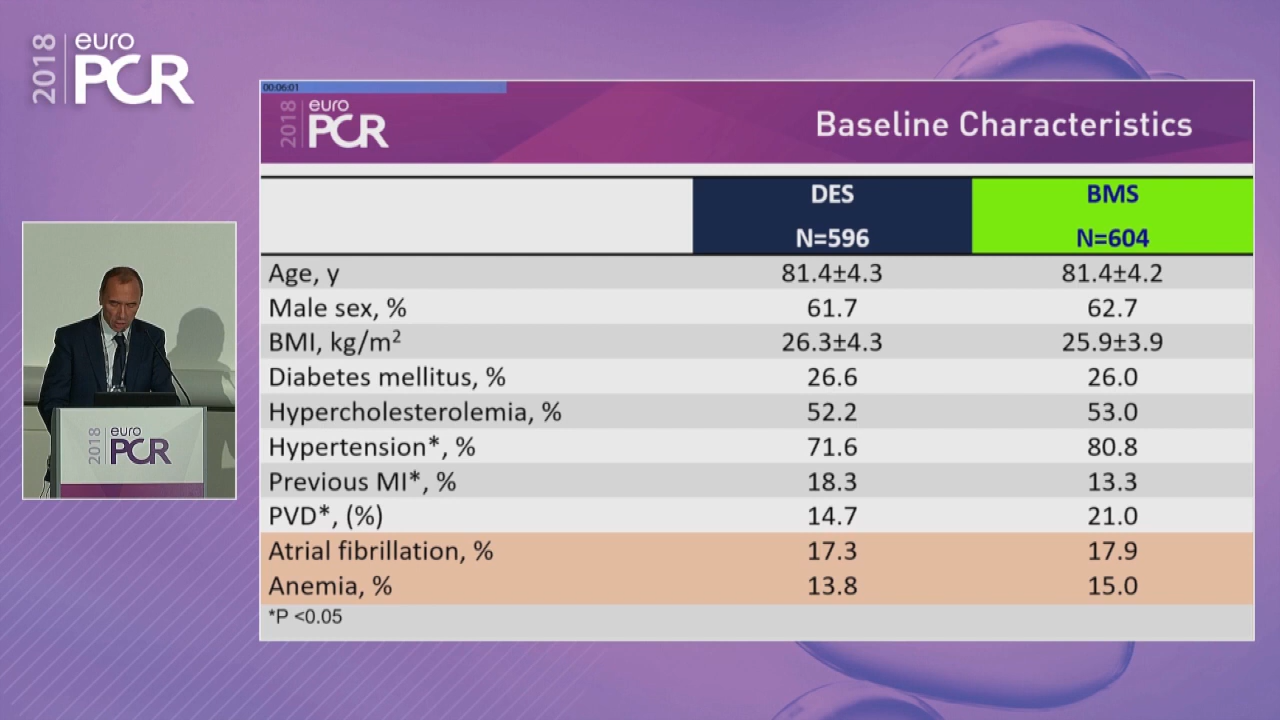 2018 euro PCR
00:06:01
2018 euro PCR
Baseline Characteristics
DES BMS
N=596 N=604
Age, y 81.4±4.3 81.4±4.2
Male sex, % 61.7 62.7
BMI, kg/m² 26.3±4.3 25.9±3.9
Diabetes mellitus, % 26.6 26.0
Hypercholesterolemia, % 52.2 53.0
Hypertension*, % 71.6 80.8
Previous MI*, % 18.3 13.3
PVD*, (%) 14.7 21.0
Atrial fibrillation, % 17.3 17.9
Anemia, % 13.8 15.0
*P <0.05
2018 euro PCR